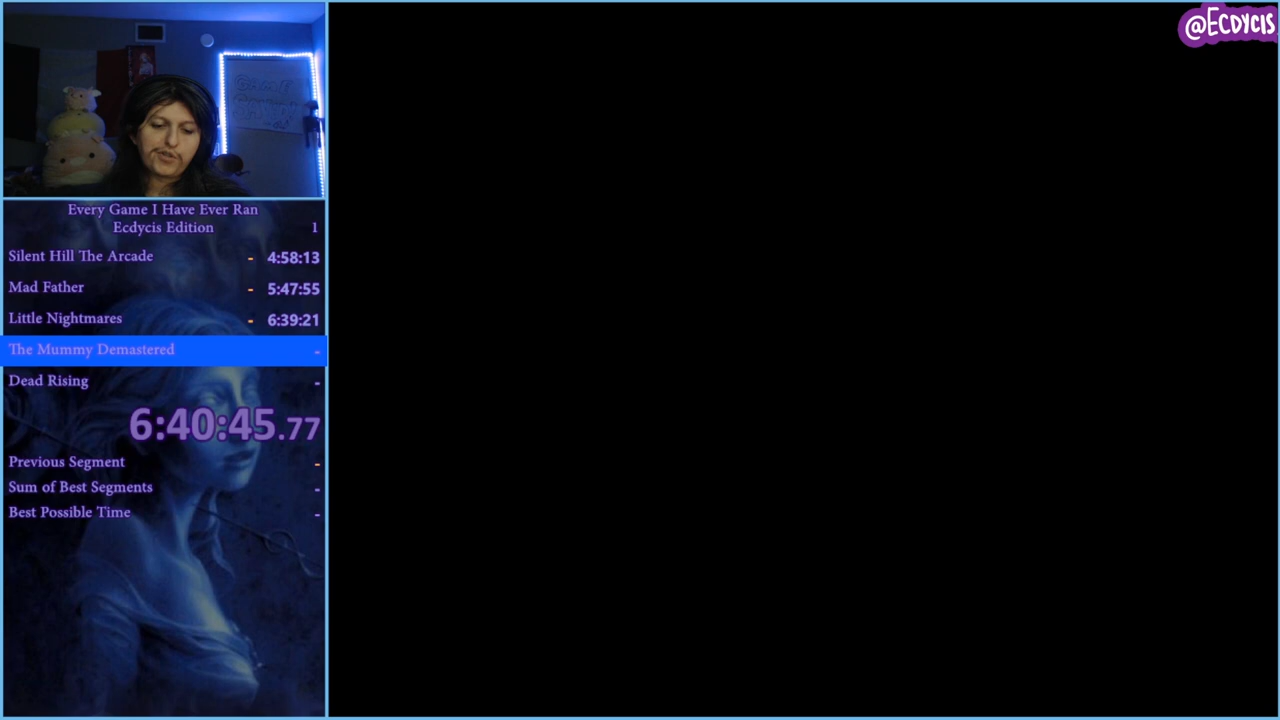 @ECDYCIS
Every Game I Have Ever Ran
Ecdycis Edition 1
Silent Hill The Arcade - 4:58:13
Mad Father - 5:47:55
Little Nightmares - 6:39:21
The Mummy Demastered -
Dead Rising -
6:40:45.77
Previous Segment -
Sum of Best Segments -
Best Possible Time -